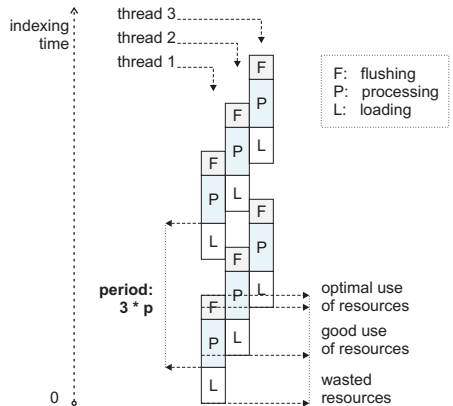 indexing
time
thread 3
thread 2
thread 1
F: flushing
P: processing
L: loading
F
P
L
F
P
L
F
P
L
F
P
L
F
P
L
F
P
L
period:
3 * p
optimal use
of resources
good use
of resources
wasted
resources
0